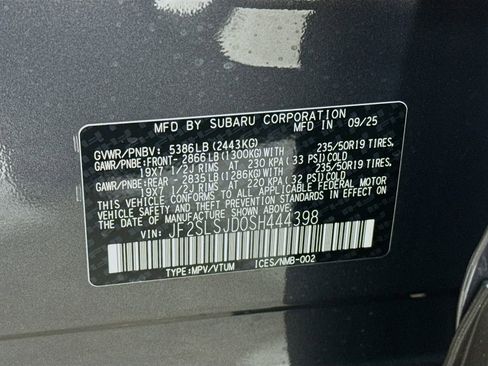 MFD BY SUBARU CORPORATION 09/25
GVWR/PNBV: 5386LB(2443KG)
GAWR/PNBE:FRONT- 2866LB(1300KG)WITH 235/50R19 TIRES,
19X7 1/2J RIMS AT 230 KPA( 33 PSI)COLD
GAWR/PNBE:REAR - 2835LB(1286KG)WITH 235/50R19 TIRES,
19X7 1/2J RIMS AT 220 KPA( 32 PSI)COLD
THIS VEHICLE CONFORMS TO ALL APPLICABLE FEDERAL MOTOR
VEHICLE SAFETY, BUMPER, AND THEFT PREVENTION STANDARDS IN EFFECT ON
THE DATE OF MANUFACTURE SHOWN ABOVE.
VIN: JF2SLSJD0SH444398
TYPE:MPV/VTUM ICES/NMB-002